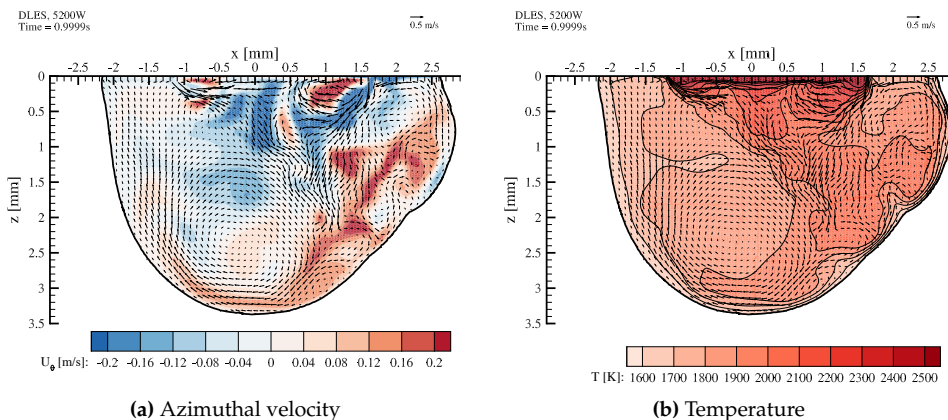 DLES, 5200W
Time = 0.9999s
0.5 m/s
x [mm]
-2 -1.5 -1 -0.5 0 0.5 1 1.5 2 2.5
0
0.5
1
1.5
2
2.5
3
3.5
z [mm]
U_θ [m/s]: -0.2 -0.16 -0.12 -0.08 -0.04 0 0.04 0.08 0.12 0.16 0.2
(a) Azimuthal velocity
DLES, 5200W
Time = 0.9999s
0.5 m/s
x [mm]
-2 -1.5 -1 -0.5 0 0.5 1 1.5 2 2.5
0
0.5
1
1.5
2
2.5
3
3.5
z [mm]
T [K]: 1600 1700 1800 1900 2000 2100 2200 2300 2400 2500
(b) Temperature